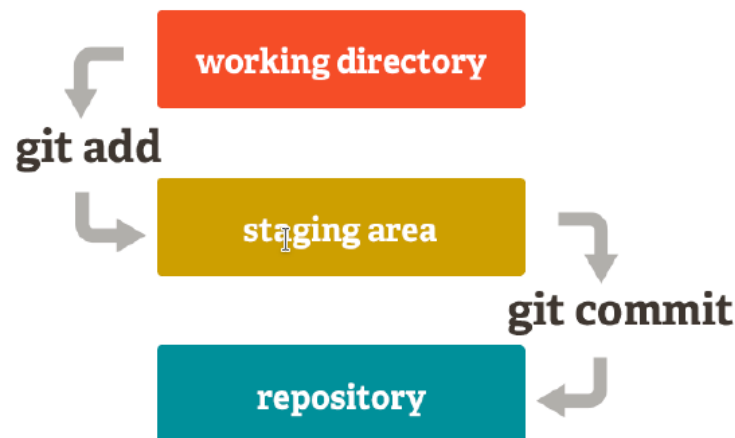 working directory
git add
staging area
git commit
repository